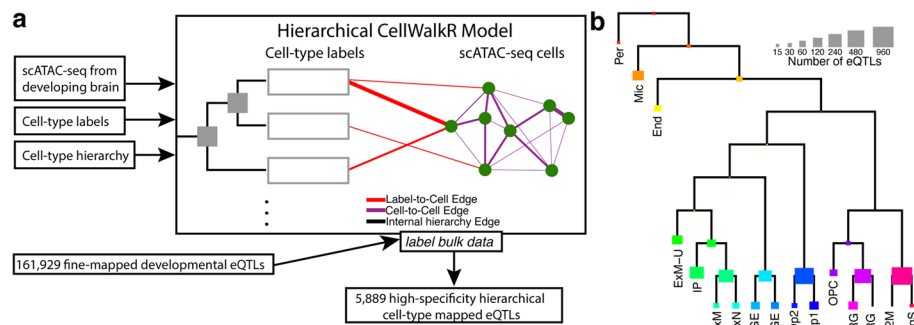 a
Hierarchical CellWalkR Model
Cell-type labels
scATAC-seq cells
scATAC-seq from
developing brain
Cell-type labels
Cell-type hierarchy
Label-to-Cell Edge
Cell-to-Cell Edge
Internal hierarchy Edge
label bulk data
161,929 fine-mapped developmental eQTLs
5,889 high-specificity hierarchical
cell-type mapped eQTLs
b
15 30 60 120 240 480 960
Number of eQTLs
Per
Mic
End
ExM-U
IP
OPC